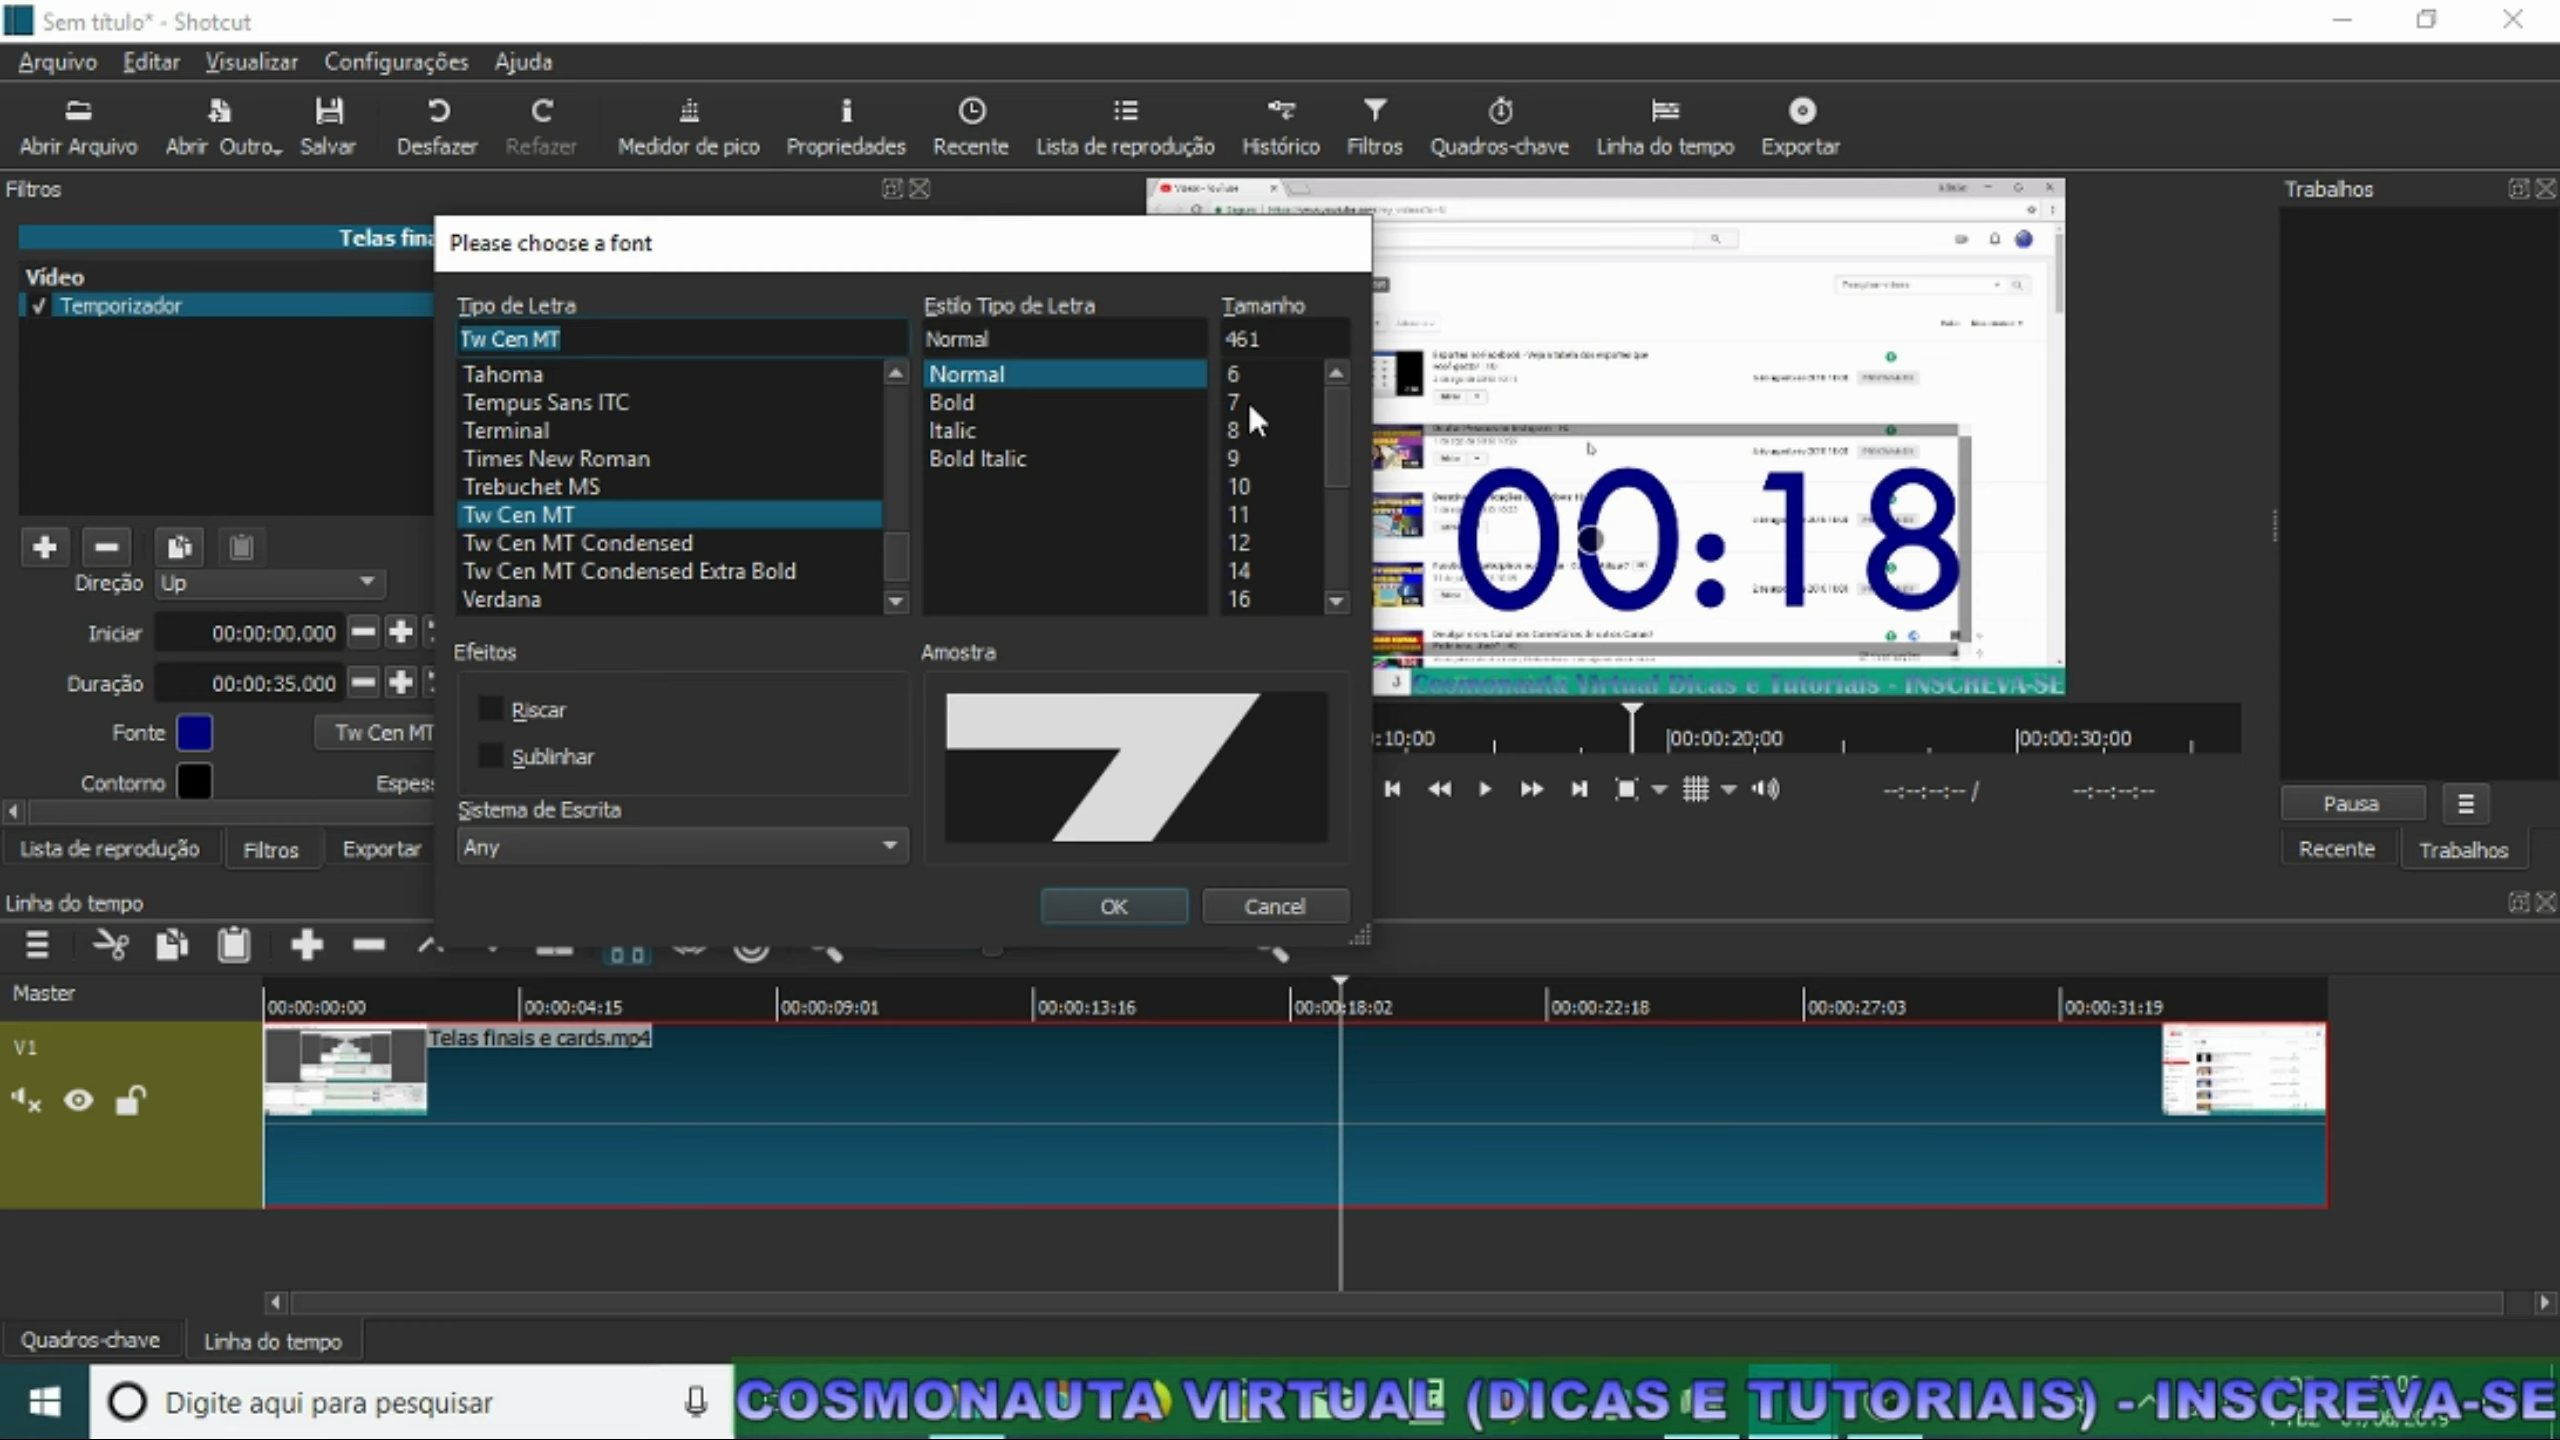 Sem título* - Shotcut
Arquivo Editar Visualizar Configurações Ajuda
Abrir Arquivo Abrir Outro... Salvar Desfazer Refazer Medidor de pico Propriedades Recente Lista de reprodução Histórico Filtros Quadros-chave Linha do tempo Exportar
Filtros
Trabalhos
Telas fina
Vídeo
Temporizador
Direção Up
Iniciar 00:00:00.000
Duração 00:00:35.000
Fonte Tw Cen MT
Contorno Espess
Lista de reprodução Filtros Exportar
Please choose a font
Tipo de Letra Estilo Tipo de Letra Tamanho
Tw Cen MT Normal 461
Tahoma Normal 6
Tempus Sans ITC Bold 7
Terminal Italic 8
Times New Roman Bold Italic 9
Trebuchet MS 10
Tw Cen MT 11
Tw Cen MT Condensed 12
Tw Cen MT Condensed Extra Bold 14
Verdana 16
Efeitos Amostra
Riscar
Sublinhar
Sistema de Escrita
Any
OK Cancel
00:18
3 Cosmonauta Virtual Dicas e Tutoriais - INSCREVA-SE
:10;00 00:00:20;00 00:00:30;00
--:--:--:-- / --:--:--:--
Pausa
Recente Trabalhos
Linha do tempo
Master
00:00:00:00 00:00:04:15 00:00:09:01 00:00:13:16 00:00:18:02 00:00:22:18 00:00:27:03 00:00:31:19
V1
Telas finais e cards.mp4
Quadros-chave Linha do tempo
Digite aqui para pesquisar
COSMONAUTA VIRTUAL (DICAS E TUTORIAIS) - INSCREVA-SE